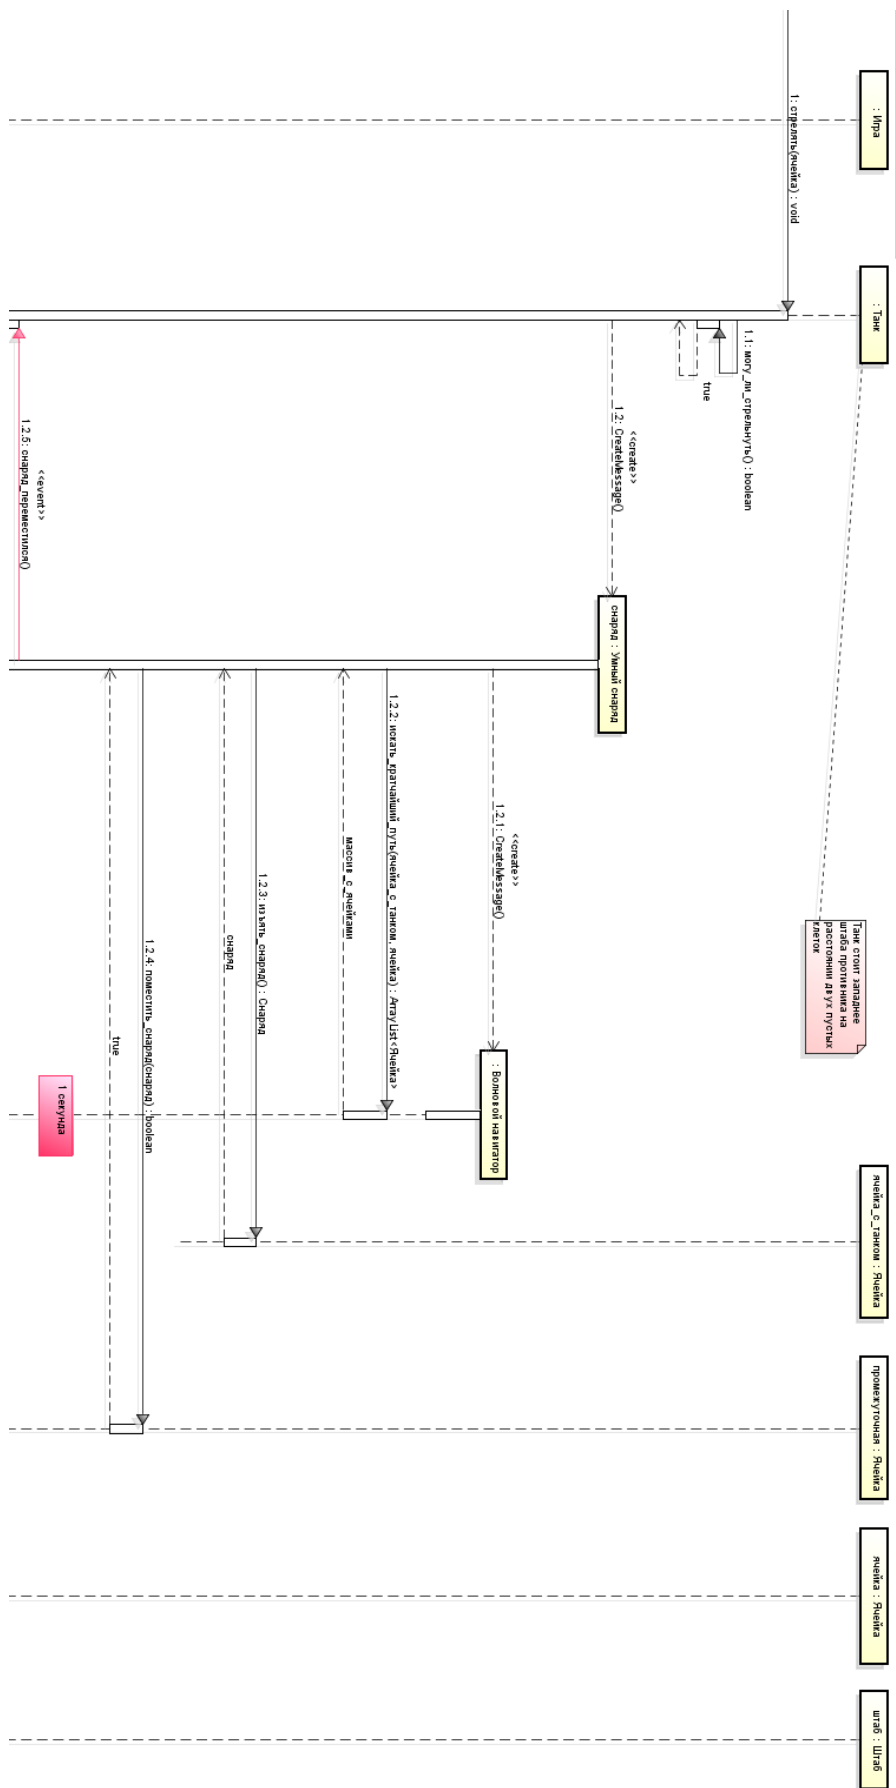 : Игра
: Танк
ячейка_с_танком : Ячейка
промежуточная : Ячейка
ячейка : Ячейка
штаб : Штаб
Танк стоит западнее
штаба противника на
расстоянии двух пустых
клеток
1: стрелять(ячейка) : void
1.1: могу_ли_стрельнуть() : boolean
true
<<create>>
1.2: CreateMessage()
снаряд : Умный снаряд
<<create>>
1.2.1: CreateMessage()
: Волновой навигатор
1.2.2: искать_кратчайший_путь(ячейка_с_танком, ячейка) : ArrayList<Ячейка>
массив_с_ячейками
1.2.3: изъять_снаряд() : Снаряд
снаряд
1.2.4: поместить_снаряд(снаряд) : boolean
true
1 секунда
<<event>>
1.2.5: снаряд_переместился()